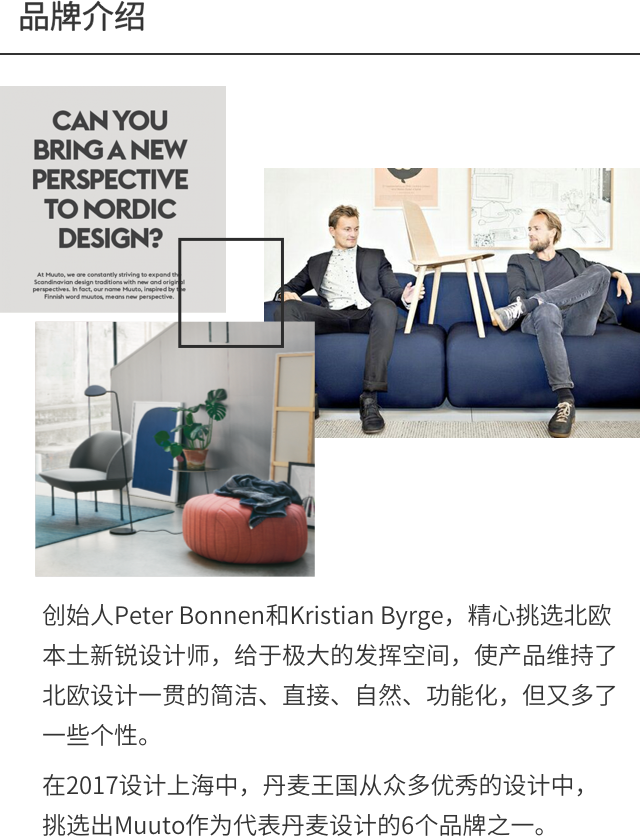 品牌介绍
CAN YOU
BRING A NEW
PERSPECTIVE
TO NORDIC
DESIGN?
At Muuto, we are constantly striving to expand the
Scandinavian design traditions with new and original
perspectives. In fact, our name Muuto, inspired by the
Finnish word muutos, means new perspective.
创始人Peter Bonnen和Kristian Byrge，精心挑选北欧
本土新锐设计师，给于极大的发挥空间，使产品维持了
北欧设计一贯的简洁、直接、自然、功能化，但又多了
一些个性。
在2017设计上海中，丹麦王国从众多优秀的设计中，
挑选出Muuto作为代表丹麦设计的6个品牌之一。